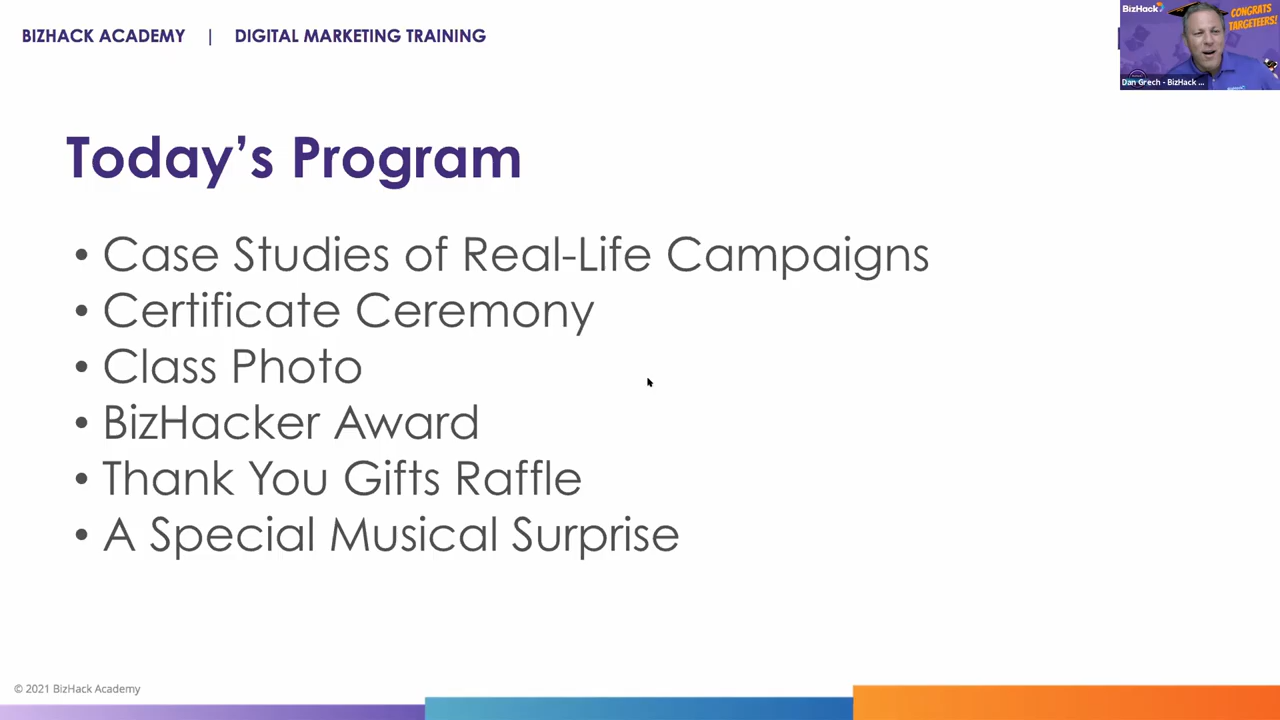 BIZHACK ACADEMY | DIGITAL MARKETING TRAINING
BizHack
CONGRATS
TARGETEERS!
Dan Grech - BizHack ...
Today's Program
• Case Studies of Real-Life Campaigns
• Certificate Ceremony
• Class Photo
• BizHacker Award
• Thank You Gifts Raffle
• A Special Musical Surprise
© 2021 BizHack Academy